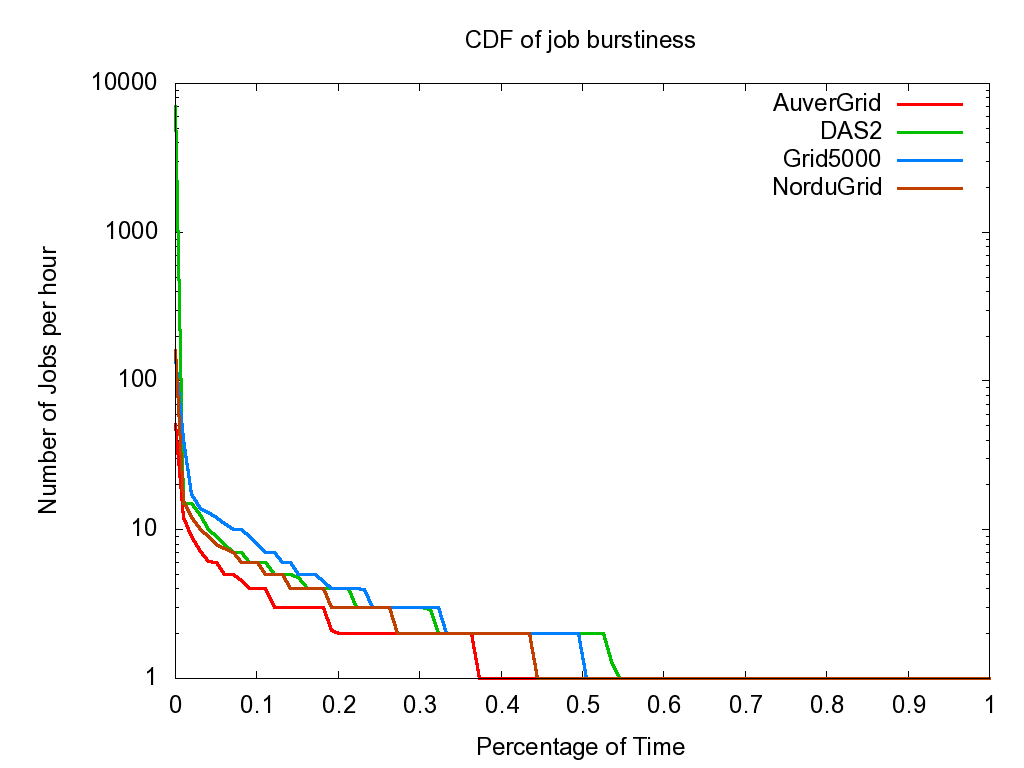 CDF of job burstiness
10000
1000
100
10
1
Number of Jobs per hour
AuverGrid
DAS2
Grid5000
NorduGrid
0 0.1 0.2 0.3 0.4 0.5 0.6 0.7 0.8 0.9 1
Percentage of Time